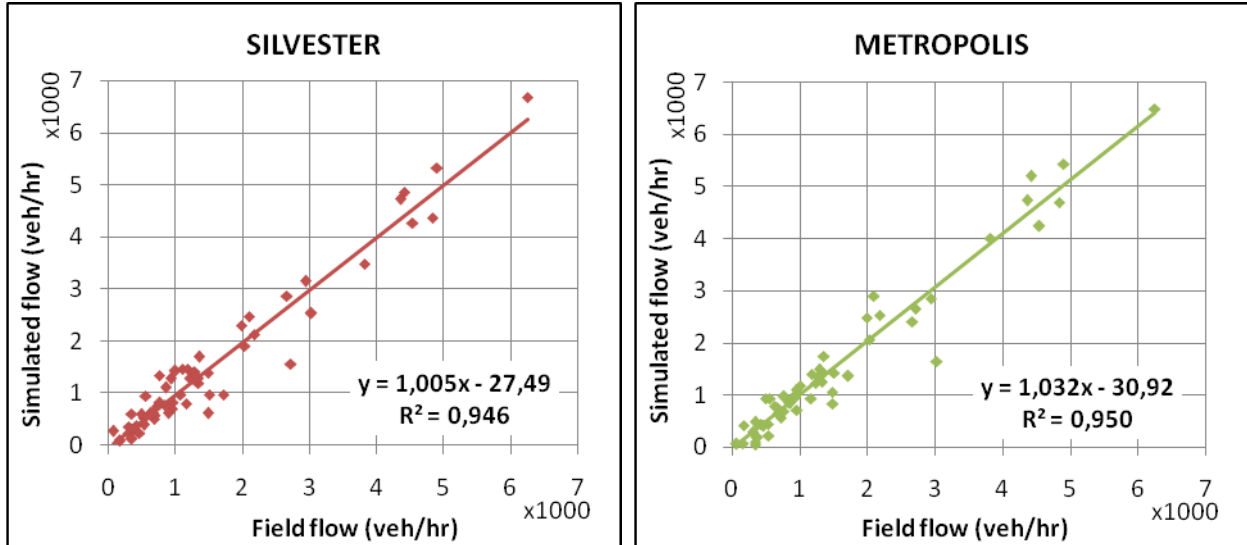 SILVESTER
7
6
5
4
3
2
1
0
x1000
Simulated flow (veh/hr)
y = 1,005x - 27,49
R² = 0,946
0 1 2 3 4 5 6 7
x1000
Field flow (veh/hr)
METROPOLIS
7
6
5
4
3
2
1
0
x1000
Simulated flow (veh/hr)
y = 1,032x - 30,92
R² = 0,950
0 1 2 3 4 5 6 7
x1000
Field flow (veh/hr)